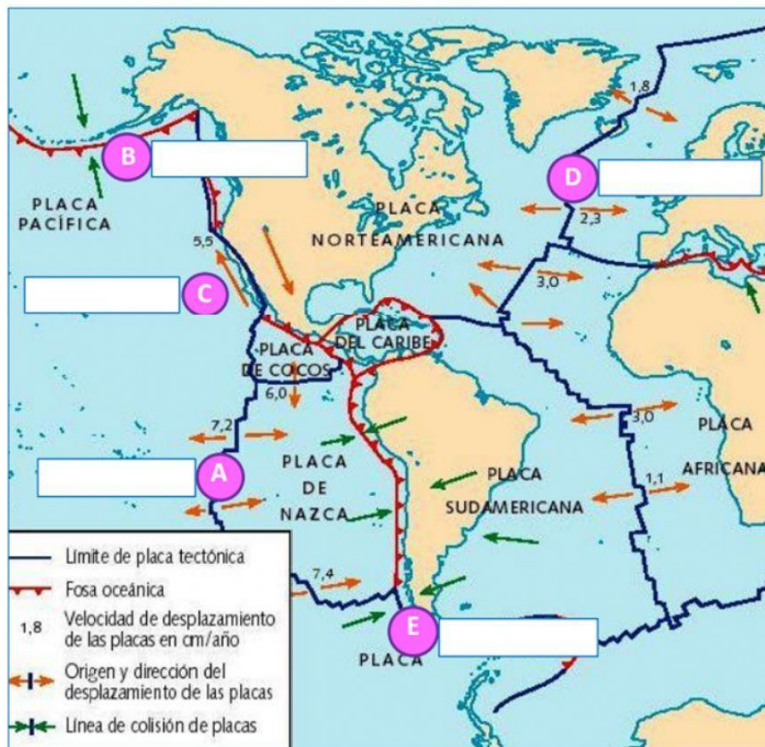 1,8
B
D
PLACA
PACÍFICA
PLACA
NORTEAMERICANA
2,3
5,5
C
3,0
PLACA
DEL CARIBE
PLACA
DE COCOS
6,0
7,2
3,0
PLACA
AFRICANA
A
PLACA
DE
NAZCA
PLACA
SUDAMERICANA
1,1
7,4
E
PLACA
Límite de placa tectónica
Fosa oceánica
1,8
Velocidad de desplazamiento
de las placas en cm/año
Origen y dirección del
desplazamiento de las placas
Línea de colisión de placas